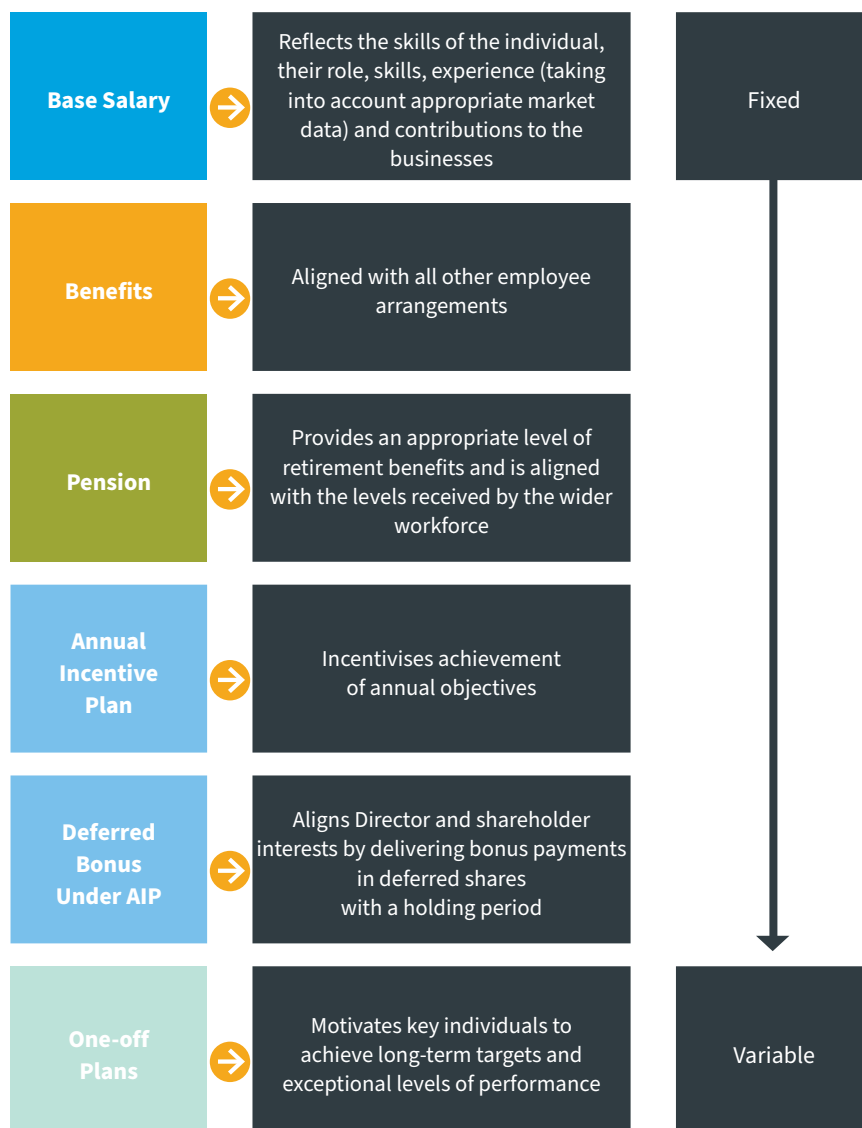 Base Salary
Reflects the skills of the individual,
their role, skills, experience (taking
into account appropriate market
data) and contributions to the
businesses
Fixed
Benefits
Aligned with all other employee
arrangements
Pension
Provides an appropriate level of
retirement benefits and is aligned
with the levels received by the wider
workforce
Annual
Incentive
Plan
Incentivises achievement
of annual objectives
Deferred
Bonus
Under AIP
Aligns Director and shareholder
interests by delivering bonus payments
in deferred shares
with a holding period
One-off
Plans
Motivates key individuals to
achieve long-term targets and
exceptional levels of performance
Variable